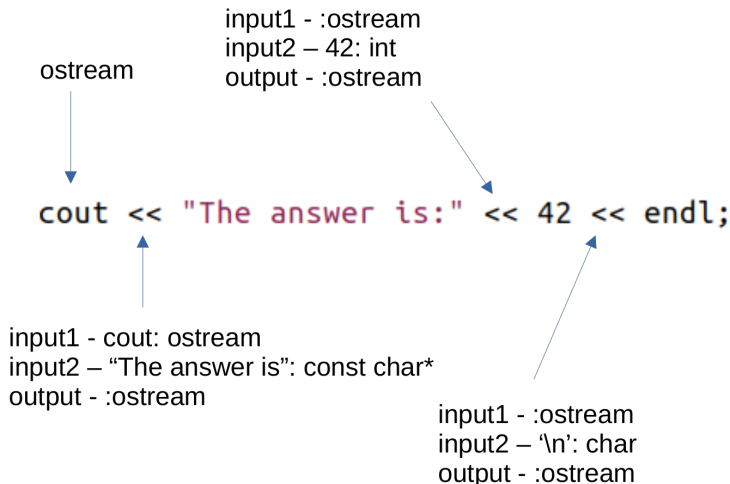 input1 - :ostream
input2 – 42: int
output - :ostream
ostream
cout << "The answer is:" << 42 << endl;
input1 - cout: ostream
input2 – “The answer is”: const char*
output - :ostream
input1 - :ostream
input2 – ‘\n’: char
output - :ostream